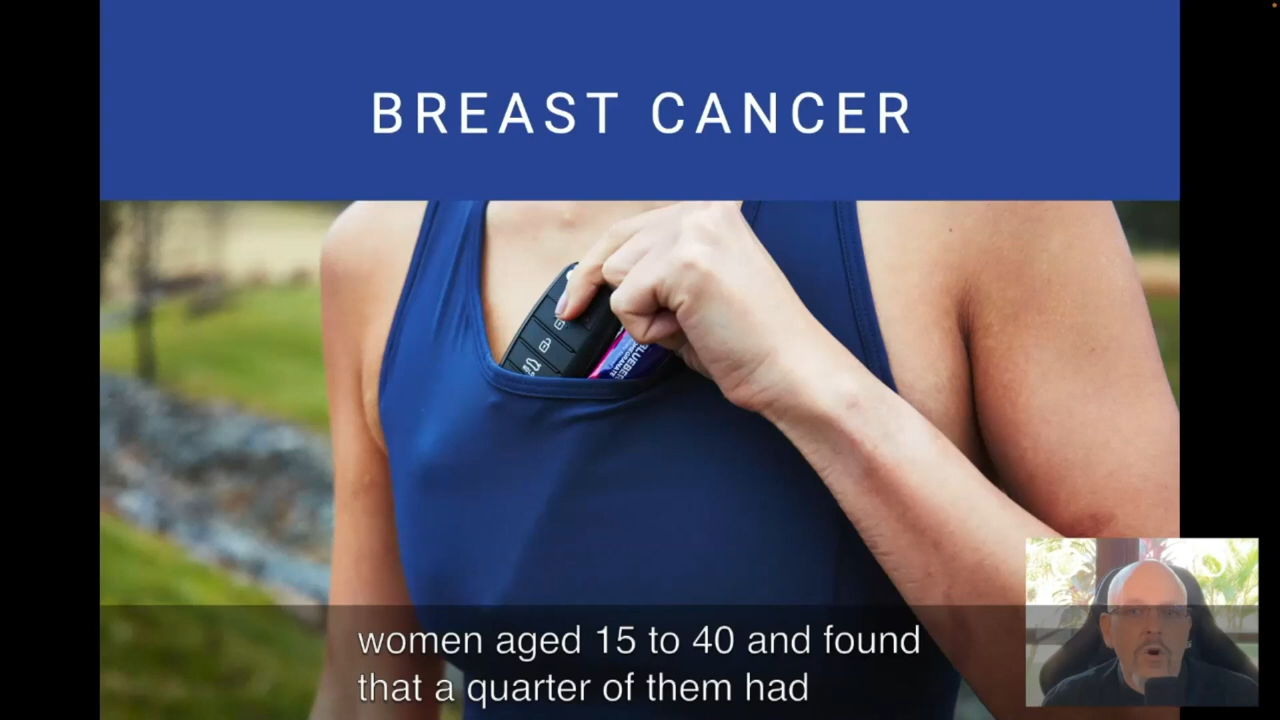 BREAST CANCER
women aged 15 to 40 and found
that a quarter of them had